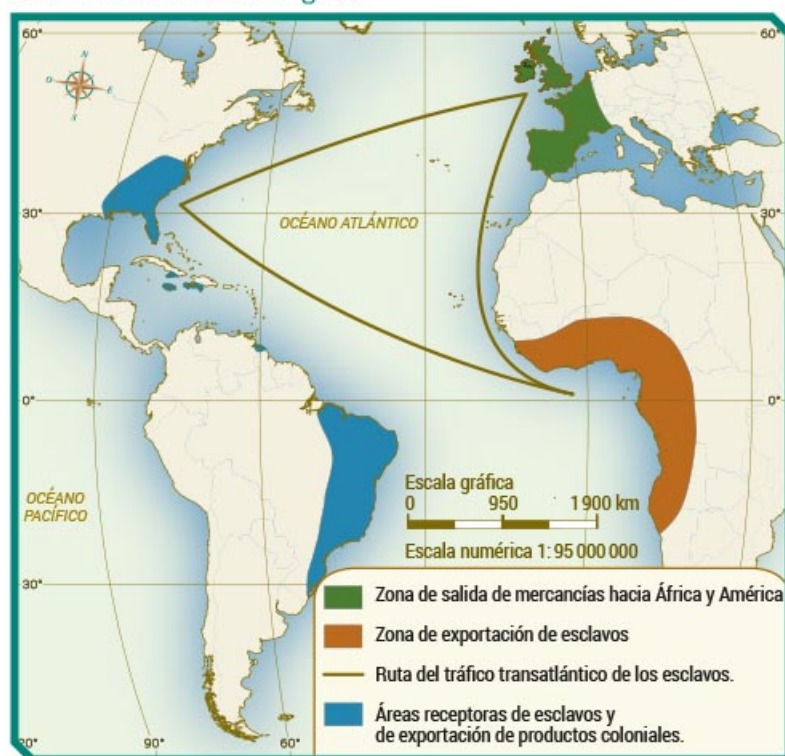 60°
60°
N
O
E
S
30°
30°
OCÉANO ATLÁNTICO
0°
0°
OCÉANO
PACÍFICO
Escala gráfica
0 950 1 900 km
Escala numérica 1: 95 000 000
30°
Zona de salida de mercancías hacia África y América
Zona de exportación de esclavos
Ruta del tráfico transatlántico de los esclavos.
Áreas receptoras de esclavos y
de exportación de productos coloniales.
90°
60°